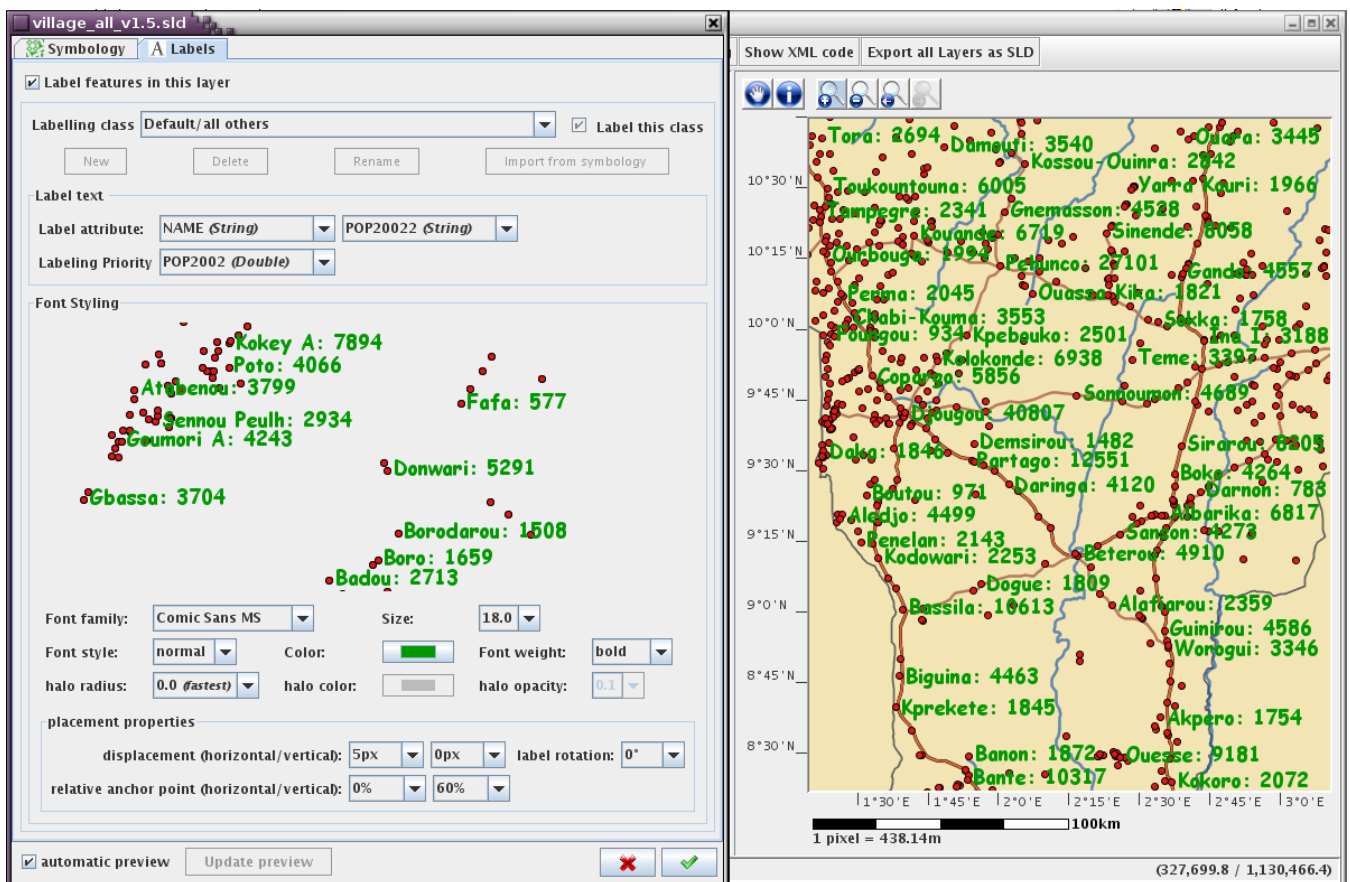 village_all_v1.5.sld
Symbology
A Labels
Label features in this layer
Labelling class
Default/all others
Label this class
New
Delete
Rename
Import from symbology
Label text
Label attribute:
NAME (String)
POP20022 (String)
Labeling Priority
POP2002 (Double)
Font Styling
Kokey A: 7894
Poto: 4066
Atabenou: 3799
Fafa: 577
Sennou Peulh: 2934
Goumori A: 4243
Donwari: 5291
Gbassa: 3704
Borodarou: 1508
Boro: 1659
Badou: 2713
Font family:
Comic Sans MS
Size:
18.0
Font style:
normal
Color:
Font weight:
bold
halo radius:
0.0 (fastest)
halo color:
halo opacity:
0.1
placement properties
displacement (horizontal/vertical):
5px
0px
label rotation:
0°
relative anchor point (horizontal/vertical):
0%
60%
automatic preview
Update preview
Show XML code
Export all Layers as SLD
Tora: 2694
Damouti: 3540
Ouara: 3445
Kossou-Ouinra: 2842
10°30'N
Toukountouna: 6005
Yarra Kauri: 1966
Tampegre: 2341
Gnemasson: 4528
Kouande: 6719
Sinende: 8058
10°15'N
Ourbouga: 1994
Pehunco: 27101
Ganda: 4557
Perma: 2045
Ouassa Kika: 1821
Chabi-Kouma: 3553
Sakka: 1758
10°0'N
Poungou: 934
Kpebouko: 2501
Ina I: 3188
Kolokonde: 6938
Teme: 3397
Copargo: 5856
9°45'N
Sonnoumon: 4689
Djougou: 40807
Demsirou: 1482
Sirarou: 8205
Daka: 1846
Partago: 12551
9°30'N
Boko: 4264
Boutou: 971
Daringa: 4120
Darnon: 783
Aledjo: 4499
Albarika: 6817
9°15'N
Penelan: 2143
Sanson: 4273
Kodowari: 2253
Beterou: 4910
Dogue: 1809
9°0'N
Bassila: 10613
Alafiarou: 2359
Guinirou: 4586
Worogui: 3346
8°45'N
Biguina: 4463
Kprekete: 1845
Akpero: 1754
8°30'N
Banon: 1872
Ouesse: 9181
Bante: 10317
Kokoro: 2072
1°30'E
1°45'E
2°0'E
2°15'E
2°30'E
2°45'E
3°0'E
100km
1 pixel = 438.14m
(327,699.8 / 1,130,466.4)